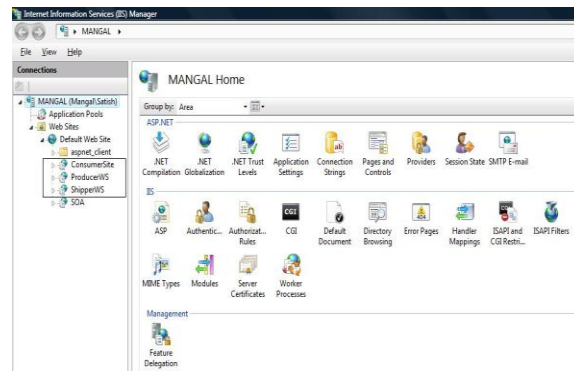 Internet Information Services (IIS) Manager
MANGAL
File View Help
Connections
MANGAL (Mangal\Satish)
Application Pools
Web Sites
Default Web Site
aspnet_client
ConsumerSite
ProducerWS
ShipperWS
SOA
MANGAL Home
Group by: Area
ASP.NET
.NET Compilation
.NET Globalization
.NET Trust Levels
Application Settings
Connection Strings
Pages and Controls
Providers
Session State
SMTP E-mail
IIS
ASP
Authentic...
Authorizat... Rules
CGI
Default Document
Directory Browsing
Error Pages
Handler Mappings
ISAPI and CGI Restri...
ISAPI Filters
MIME Types
Modules
Server Certificates
Worker Processes
Management
Feature Delegation